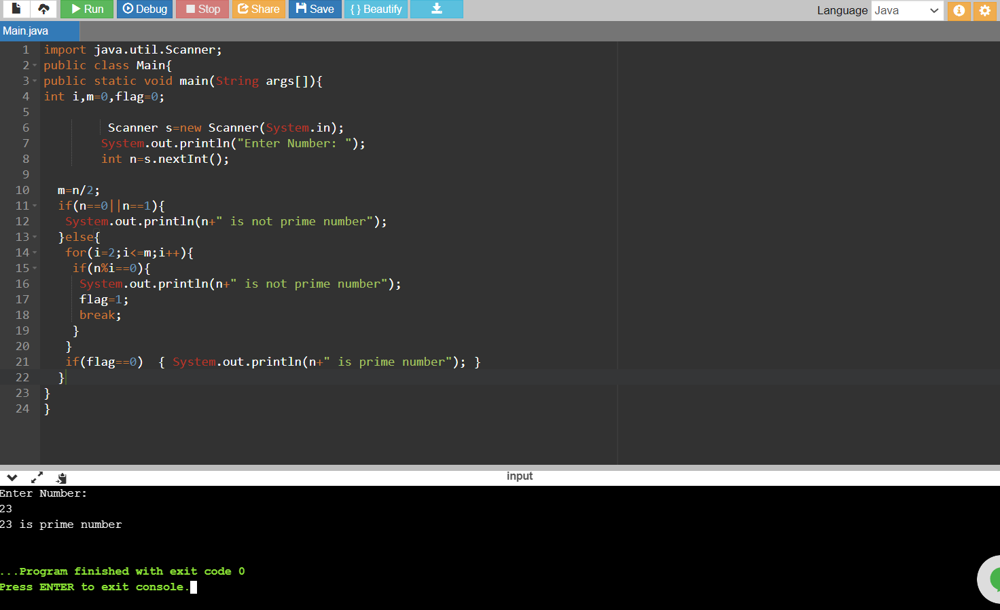 Run Debug Stop Share Save { } Beautify Language Java
Main.java
1 import java.util.Scanner;
2 public class Main{
3 public static void main(String args[]){
4 int i,m=0,flag=0;
5
6 Scanner s=new Scanner(System.in);
7 System.out.println("Enter Number: ");
8 int n=s.nextInt();
9
10 m=n/2;
11 if(n==0||n==1){
12 System.out.println(n+" is not prime number");
13 }else{
14 for(i=2;i<=m;i++){
15 if(n%i==0){
16 System.out.println(n+" is not prime number");
17 flag=1;
18 break;
19 }
20 }
21 if(flag==0)  { System.out.println(n+" is prime number"); }
22 }
23 }
24 }
input
Enter Number:
23
23 is prime number
...Program finished with exit code 0
Press ENTER to exit console.